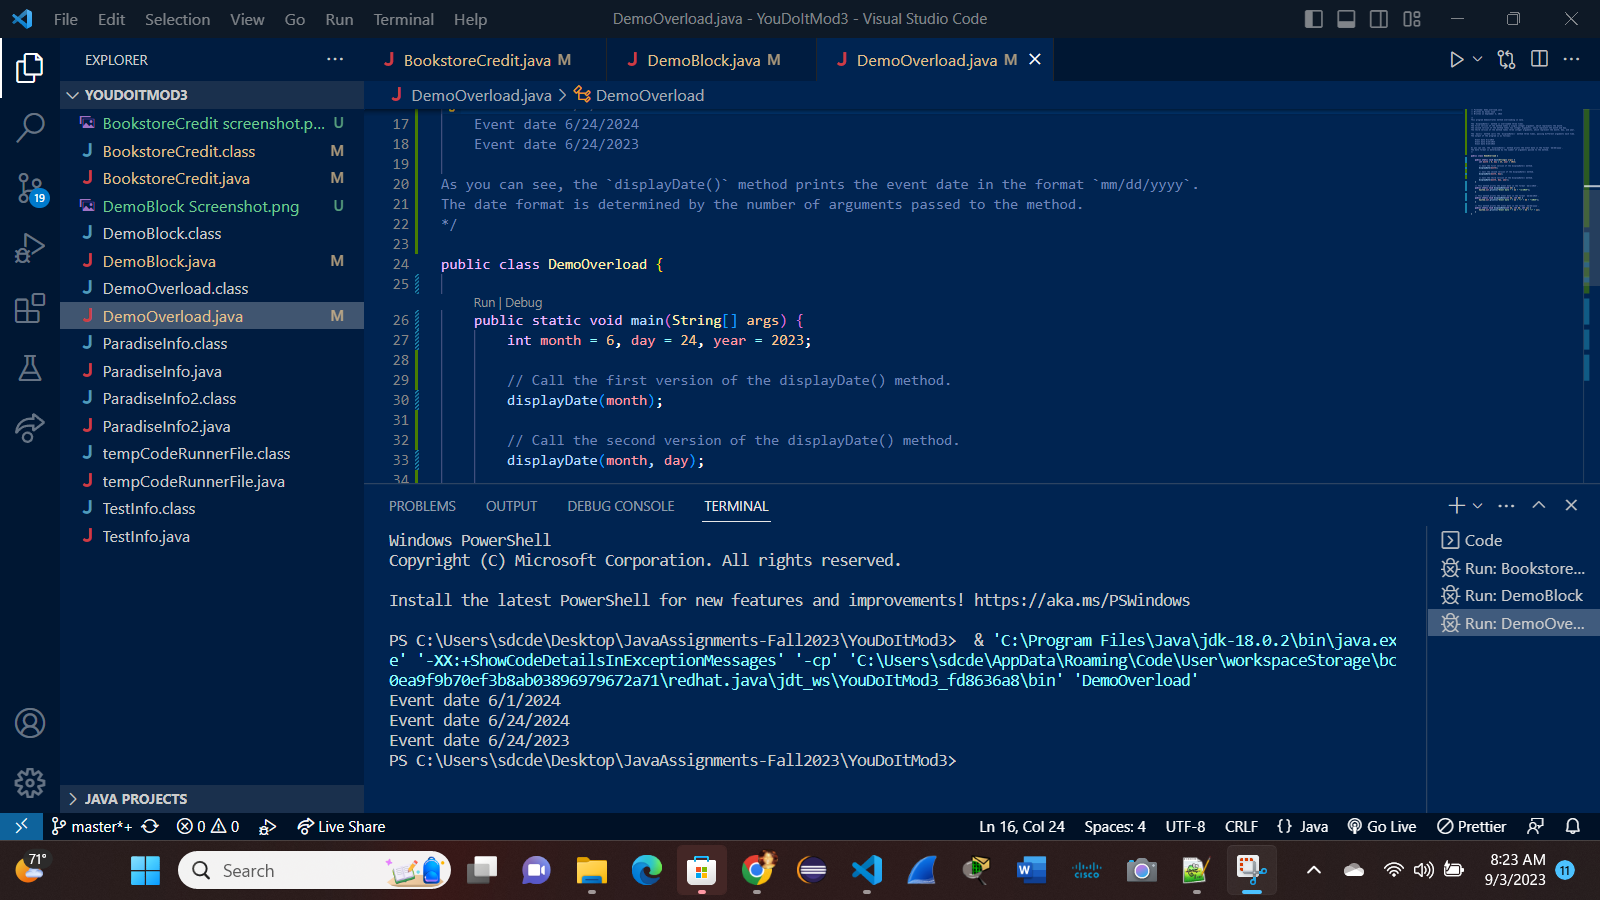 File Edit Selection View Go Run Terminal Help
DemoOverload.java - YouDoItMod3 - Visual Studio Code
EXPLORER
YOUDOITMOD3
BookstoreCredit screenshot.p... U
BookstoreCredit.class M
BookstoreCredit.java M
DemoBlock Screenshot.png U
DemoBlock.class
DemoBlock.java M
DemoOverload.class
DemoOverload.java M
ParadiseInfo.class
ParadiseInfo.java
ParadiseInfo2.class
ParadiseInfo2.java
tempCodeRunnerFile.class
tempCodeRunnerFile.java
TestInfo.class
TestInfo.java
JAVA PROJECTS
19
BookstoreCredit.java M
DemoBlock.java M
DemoOverload.java M
DemoOverload.java > DemoOverload
17 Event date 6/24/2024
18 Event date 6/24/2023
19
20 As you can see, the `displayDate()` method prints the event date in the format `mm/dd/yyyy`.
21 The date format is determined by the number of arguments passed to the method.
22 */
23
24 public class DemoOverload {
25
Run | Debug
26 public static void main(String[] args) {
27 int month = 6, day = 24, year = 2023;
28
29 // Call the first version of the displayDate() method.
30 displayDate(month);
31
32 // Call the second version of the displayDate() method.
33 displayDate(month, day);
34
PROBLEMS OUTPUT DEBUG CONSOLE TERMINAL
Windows PowerShell
Copyright (C) Microsoft Corporation. All rights reserved.
Install the latest PowerShell for new features and improvements! https://aka.ms/PSWindows
PS C:\Users\sdcde\Desktop\JavaAssignments-Fall2023\YouDoItMod3> & 'C:\Program Files\Java\jdk-18.0.2\bin\java.ex
e' '-XX:+ShowCodeDetailsInExceptionMessages' '-cp' 'C:\Users\sdcde\AppData\Roaming\Code\User\workspaceStorage\bc
0ea9f9b70ef3b8ab03896979672a71\redhat.java\jdt_ws\YouDoItMod3_fd8636a8\bin' 'DemoOverload'
Event date 6/1/2024
Event date 6/24/2024
Event date 6/24/2023
PS C:\Users\sdcde\Desktop\JavaAssignments-Fall2023\YouDoItMod3>
Code
Run: Bookstore...
Run: DemoBlock
Run: DemoOve...
master*+ 0 0 Live Share
Ln 16, Col 24 Spaces: 4 UTF-8 CRLF {} Java Go Live Prettier
71°
Search
cisco
8:23 AM
9/3/2023
11